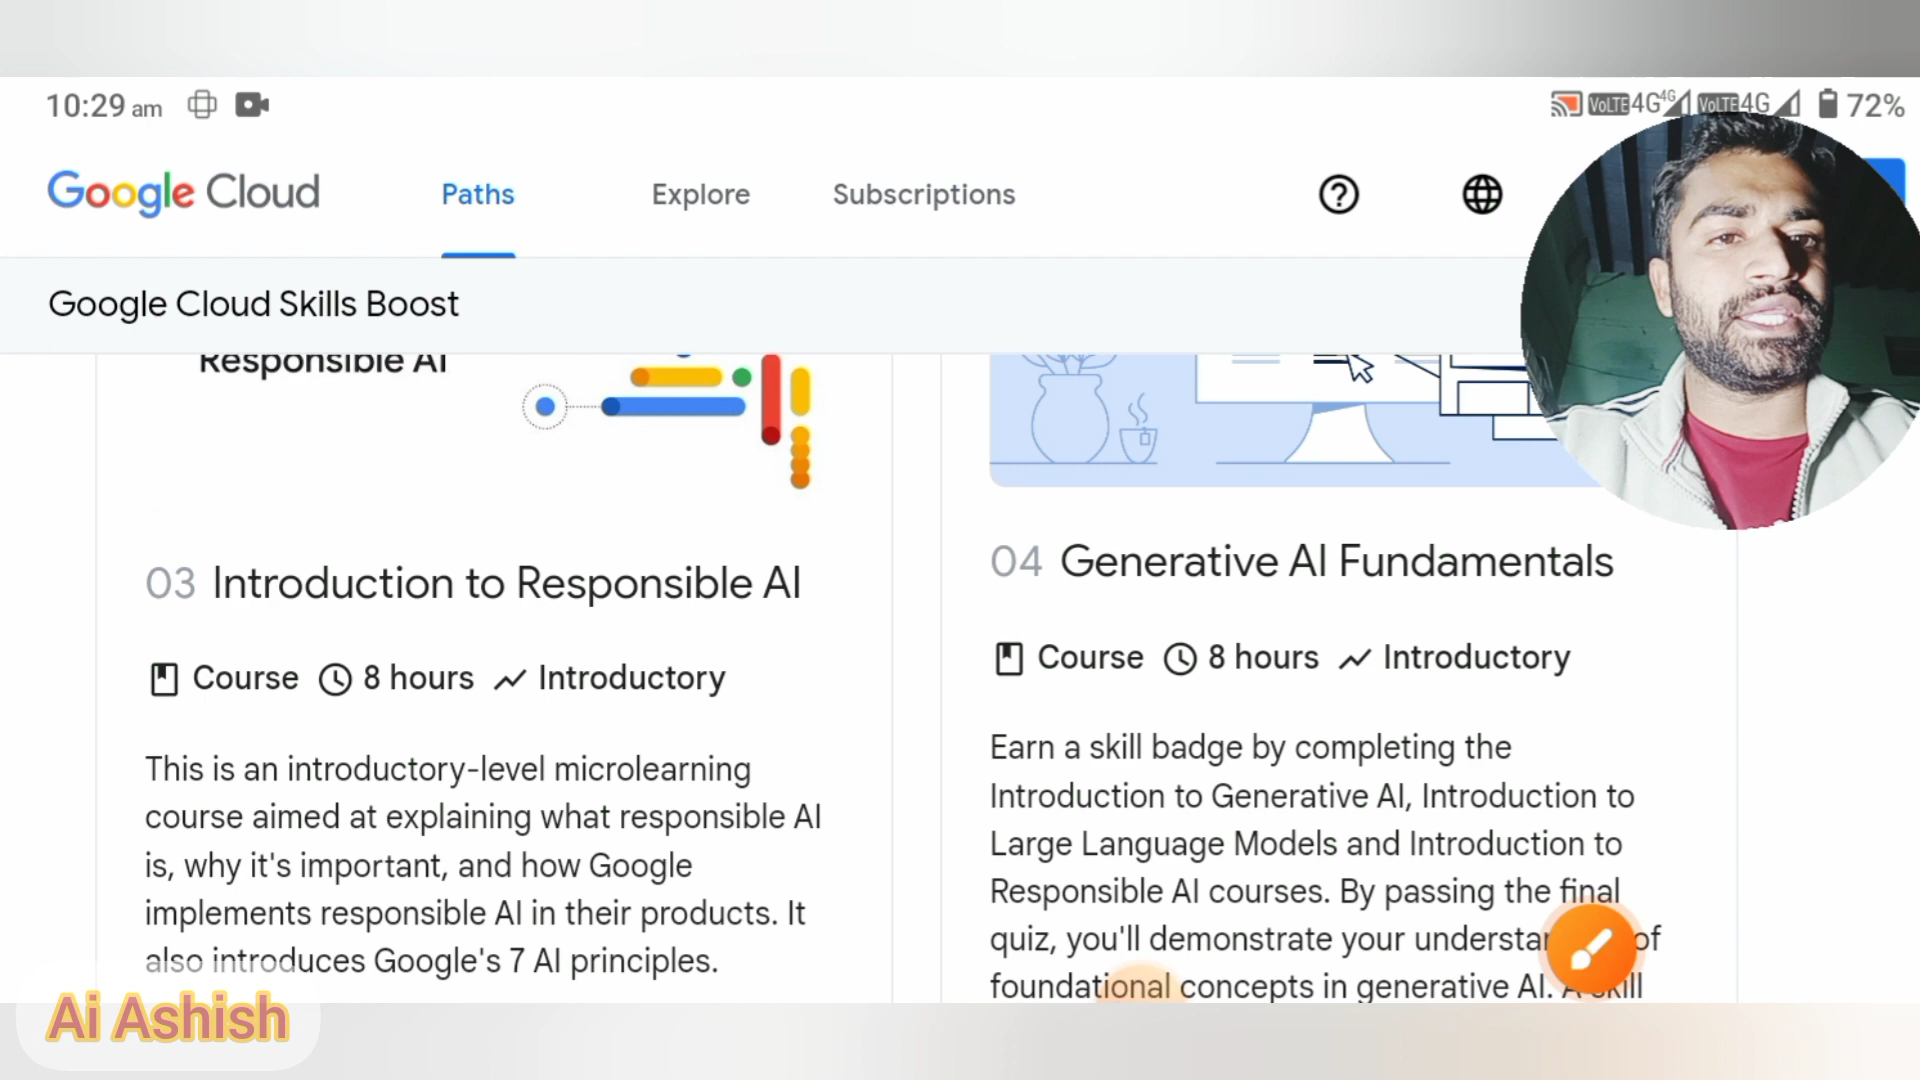 10:29 am
VoLTE 4G 4G VoLTE 4G 72%
Google Cloud Paths Explore Subscriptions
Google Cloud Skills Boost
Responsible AI
03 Introduction to Responsible AI
Course 8 hours Introductory
This is an introductory-level microlearning
course aimed at explaining what responsible AI
is, why it's important, and how Google
implements responsible AI in their products. It
also introduces Google's 7 AI principles.
04 Generative AI Fundamentals
Course 8 hours Introductory
Earn a skill badge by completing the
Introduction to Generative AI, Introduction to
Large Language Models and Introduction to
Responsible AI courses. By passing the final
quiz, you'll demonstrate your understan of
foundational concepts in generative AI. A skill
Ai Ashish